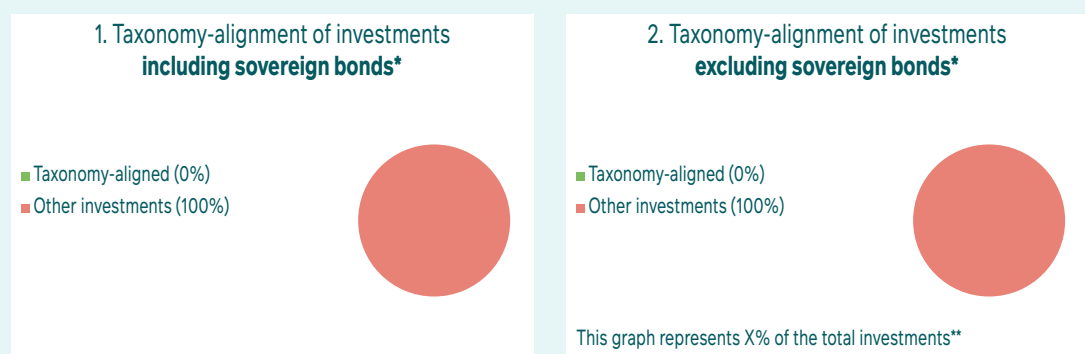 1. Taxonomy-alignment of investments
including sovereign bonds*
Taxonomy-aligned (0%)
Other investments (100%)
2. Taxonomy-alignment of investments
excluding sovereign bonds*
Taxonomy-aligned (0%)
Other investments (100%)
This graph represents X% of the total investments**